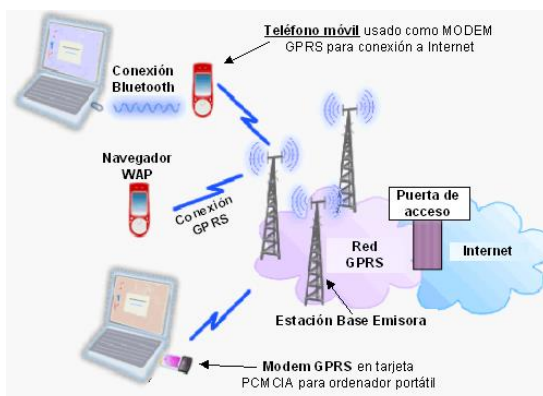 Teléfono móvil usado como MODEM
GPRS para conexión a Internet
Conexión
Bluetooth
Navegador
WAP
Conexión
GPRS
Puerta de
acceso
Red
GPRS
Internet
Estación Base Emisora
Modem GPRS en tarjeta
PCMCIA para ordenador portátil